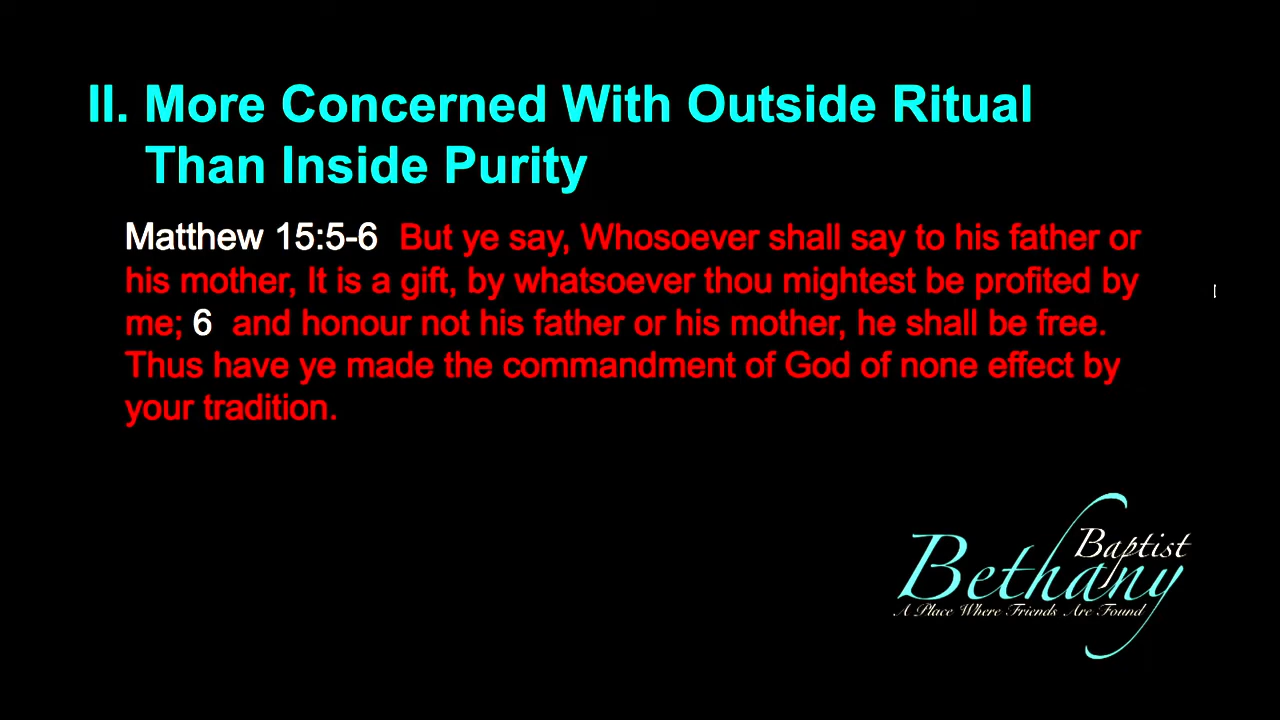 II. More Concerned With Outside Ritual
Than Inside Purity
Matthew 15:5-6 But ye say, Whosoever shall say to his father or
his mother, It is a gift, by whatsoever thou mightest be profited by
me; 6 and honour not his father or his mother, he shall be free.
Thus have ye made the commandment of God of none effect by
your tradition.
Baptist
Bethany
A Place Where Friends Are Found